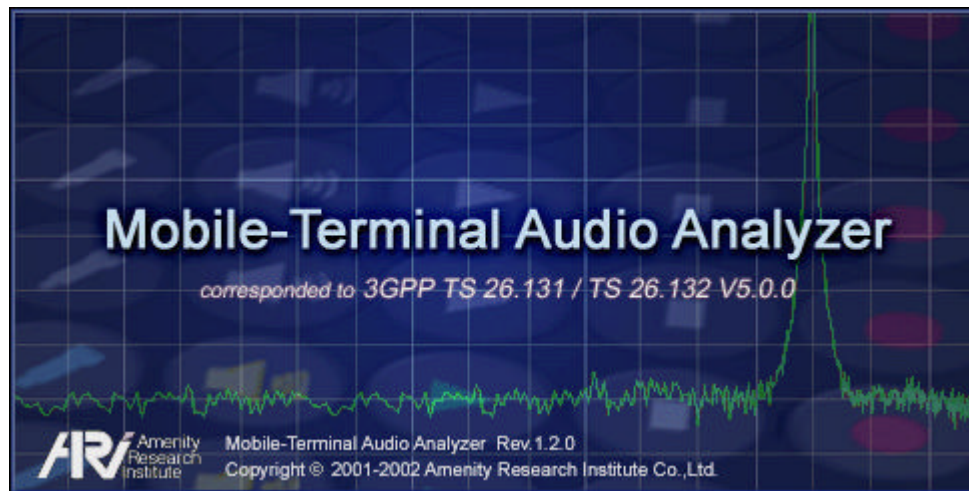 Mobile-Terminal Audio Analyzer
corresponded to 3GPP TS 26.131 / TS 26.132 V5.0.0
ARi
Amenity
Research
Institute
Mobile-Terminal Audio Analyzer Rev.1.2.0
Copyright © 2001-2002 Amenity Research Institute Co.,Ltd.